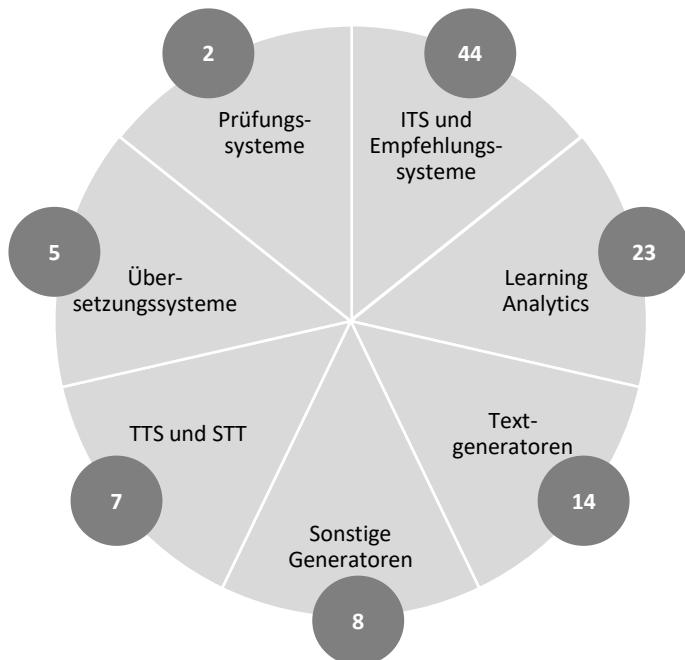 44
ITS und
Empfehlungs-
systeme
23
Learning
Analytics
Text-
generatoren
14
Sonstige
Generatoren
8
TTS und STT
7
5
Über-
setzungssysteme
2
Prüfungs-
systeme